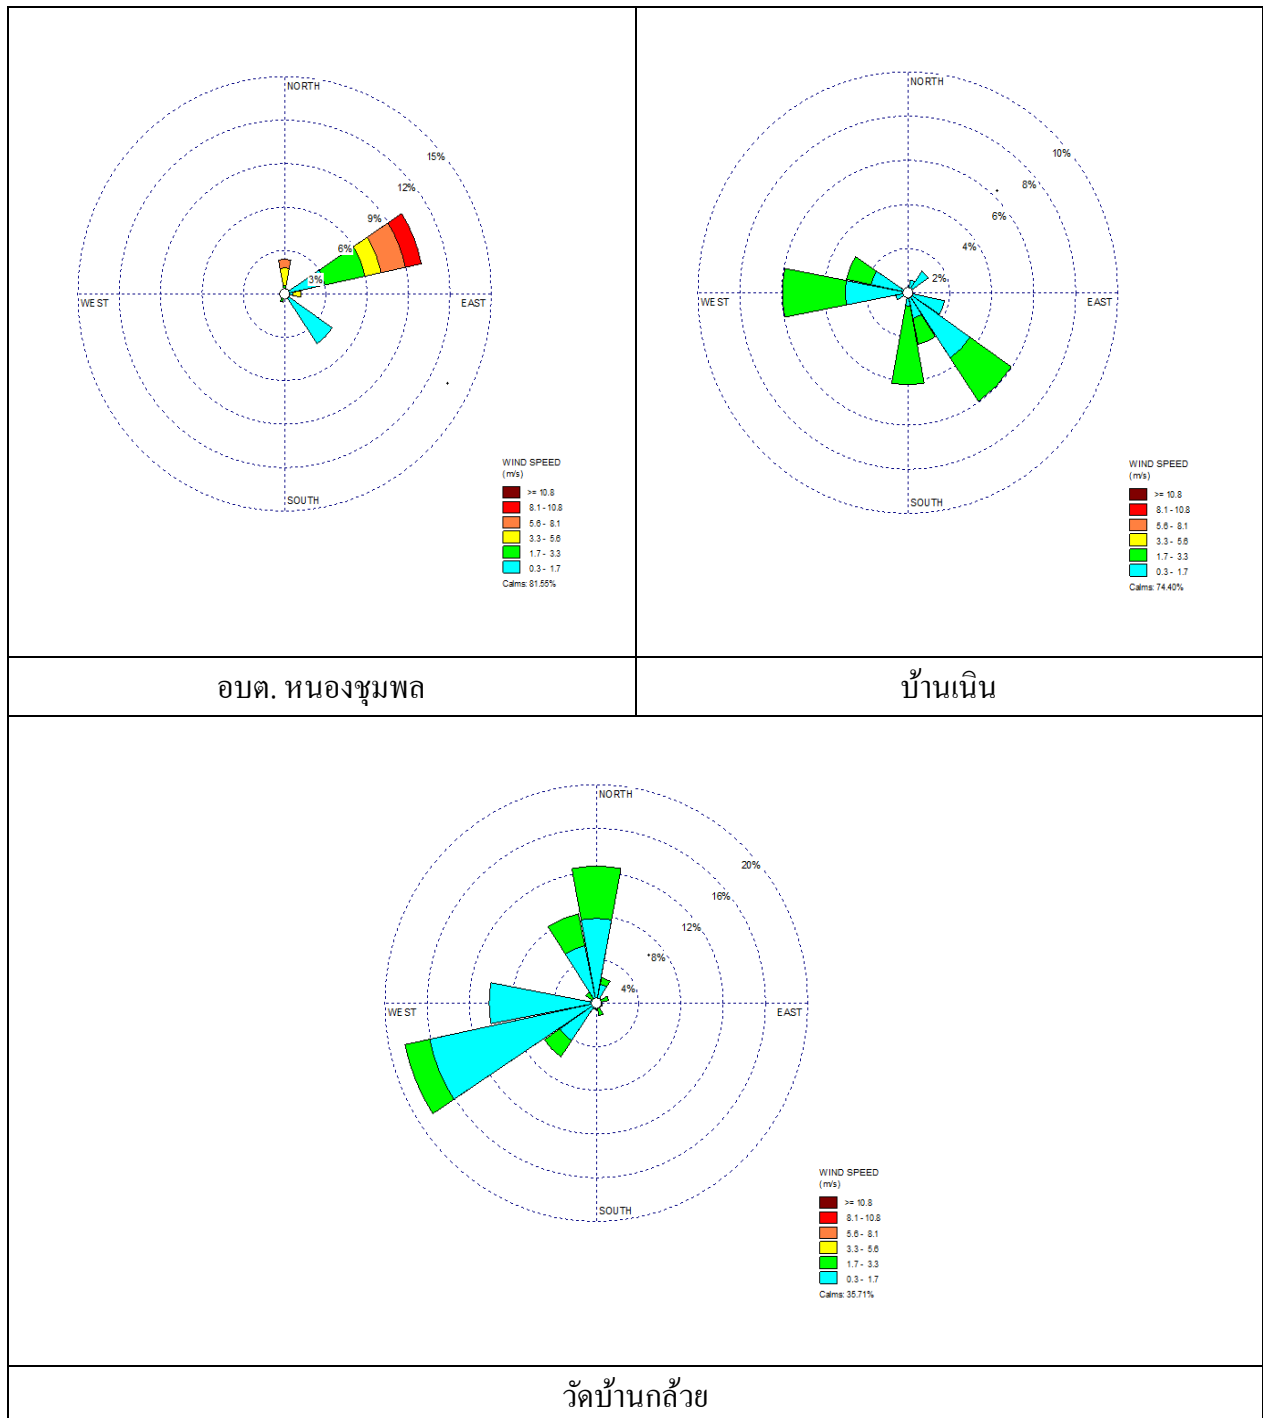 NORTH
15%
12%
9%
6%
3%
WEST
EAST
SOUTH
WIND SPEED
(m/s)
>= 10.8
8.1 - 10.8
5.6 - 8.1
3.3 - 5.6
1.7 - 3.3
0.3 - 1.7
Calms: 81.55%
NORTH
10%
8%
6%
4%
2%
WEST
EAST
SOUTH
WIND SPEED
(m/s)
>= 10.8
8.1 - 10.8
5.6 - 8.1
3.3 - 5.6
1.7 - 3.3
0.3 - 1.7
Calms: 74.40%
อบต. หนองชุมพล
บ้านเนิน
NORTH
20%
16%
12%
8%
4%
WEST
EAST
SOUTH
WIND SPEED
(m/s)
>= 10.8
8.1 - 10.8
5.6 - 8.1
3.3 - 5.6
1.7 - 3.3
0.3 - 1.7
Calms: 35.71%
วัดบ้านกล้วย